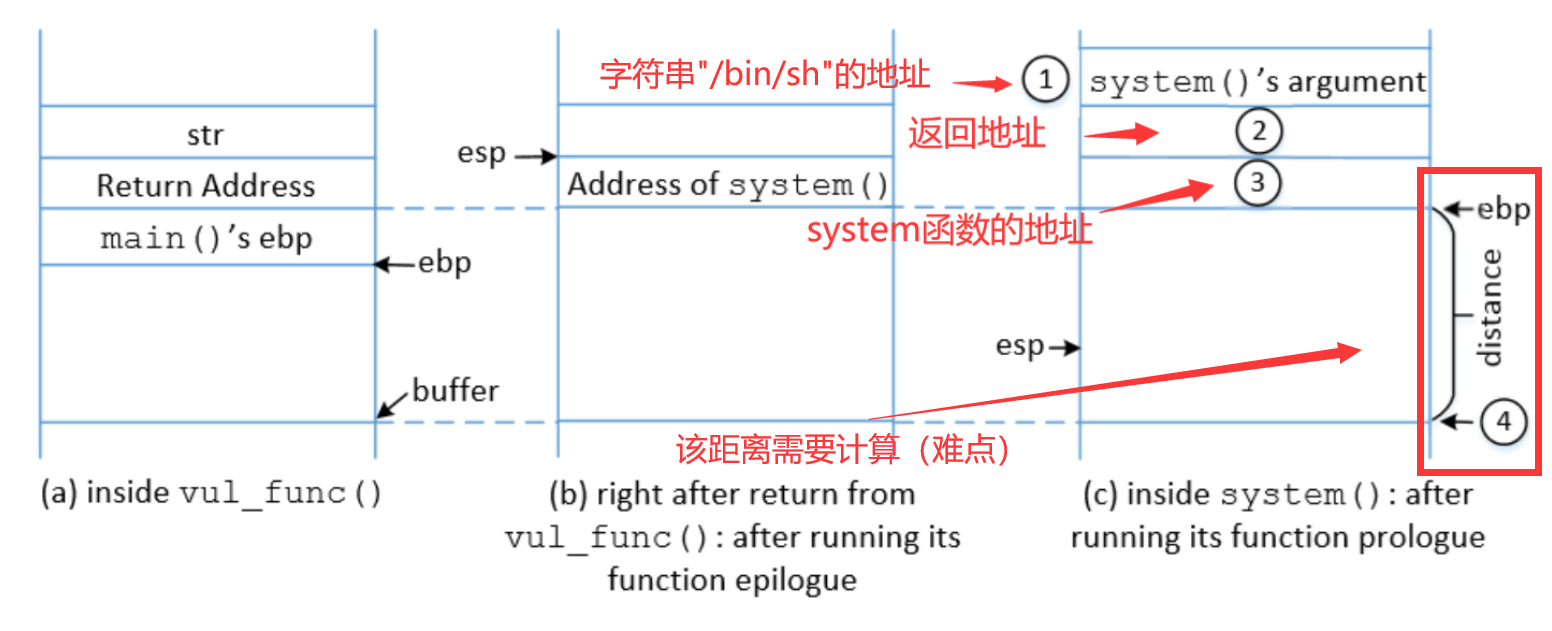 str
Return Address
main()'s ebp
ebp
buffer
(a) inside vul_func()
esp
Address of system()
(b) right after return from
vul_func(): after running its
function epilogue
字符串"/bin/sh"的地址
1
system()'s argument
返回地址
2
3
system函数的地址
ebp
distance
esp
4
该距离需要计算（难点）
(c) inside system(): after
running its function prologue